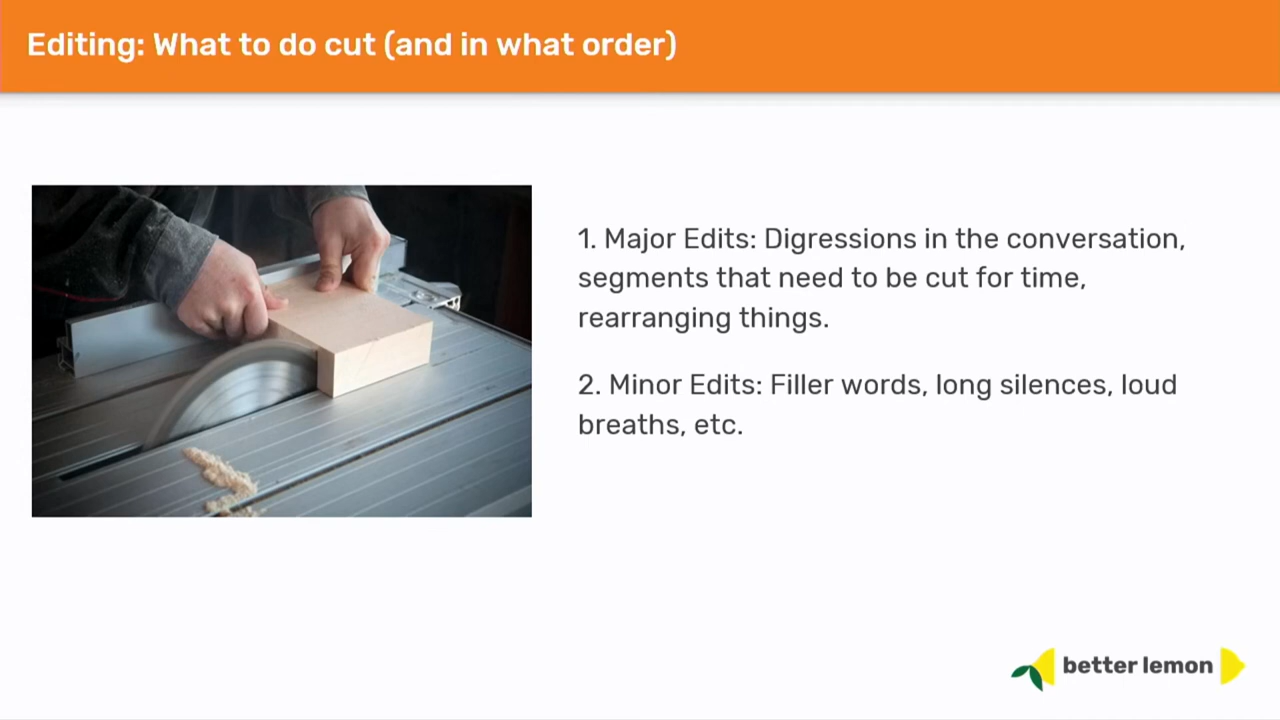 Editing: What to do cut (and in what order)
1. Major Edits: Digressions in the conversation,
segments that need to be cut for time,
rearranging things.
2. Minor Edits: Filler words, long silences, loud
breaths, etc.
better lemon